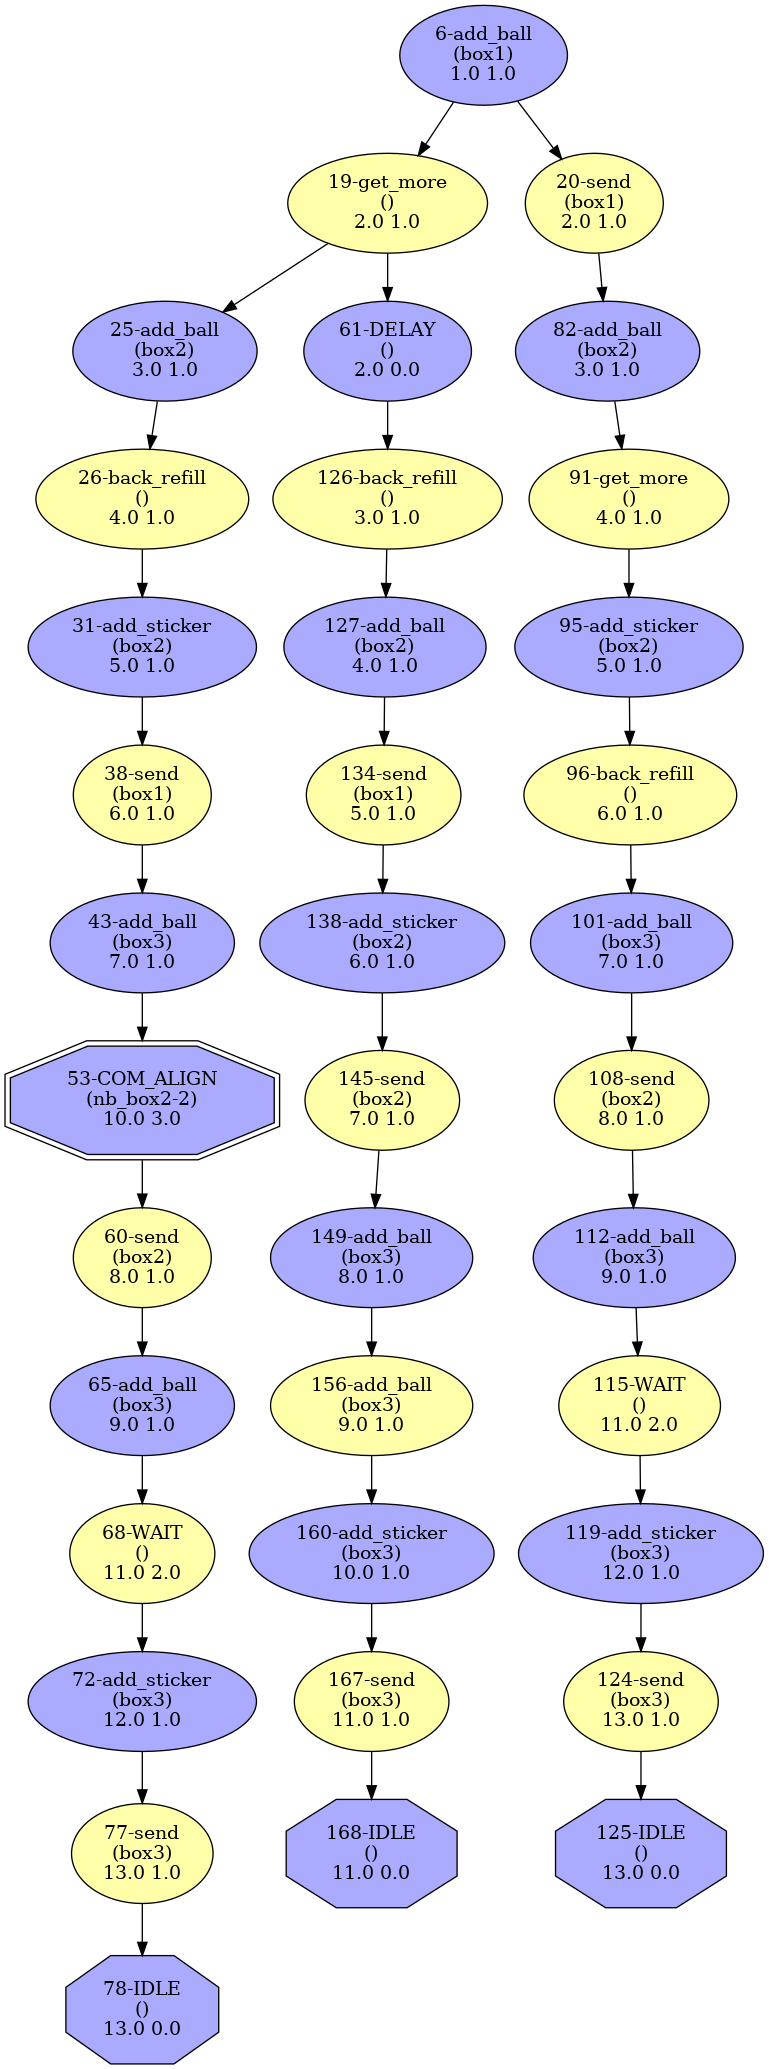 6-add_ball
(box1)
1.0 1.0
19-get_more
()
2.0 1.0
20-send
(box1)
2.0 1.0
25-add_ball
(box2)
3.0 1.0
61-DELAY
()
2.0 0.0
82-add_ball
(box2)
3.0 1.0
26-back_refill
()
4.0 1.0
126-back_refill
()
3.0 1.0
91-get_more
()
4.0 1.0
31-add_sticker
(box2)
5.0 1.0
127-add_ball
(box2)
4.0 1.0
95-add_sticker
(box2)
5.0 1.0
38-send
(box1)
6.0 1.0
134-send
(box1)
5.0 1.0
96-back_refill
()
6.0 1.0
43-add_ball
(box3)
7.0 1.0
138-add_sticker
(box2)
6.0 1.0
101-add_ball
(box3)
7.0 1.0
53-COM_ALIGN
(nb_box2-2)
10.0 3.0
145-send
(box2)
7.0 1.0
108-send
(box2)
8.0 1.0
60-send
(box2)
8.0 1.0
149-add_ball
(box3)
8.0 1.0
112-add_ball
(box3)
9.0 1.0
65-add_ball
(box3)
9.0 1.0
156-add_ball
(box3)
9.0 1.0
115-WAIT
()
11.0 2.0
68-WAIT
()
11.0 2.0
160-add_sticker
(box3)
10.0 1.0
119-add_sticker
(box3)
12.0 1.0
72-add_sticker
(box3)
12.0 1.0
167-send
(box3)
11.0 1.0
124-send
(box3)
13.0 1.0
77-send
(box3)
13.0 1.0
168-IDLE
()
11.0 0.0
125-IDLE
()
13.0 0.0
78-IDLE
()
13.0 0.0